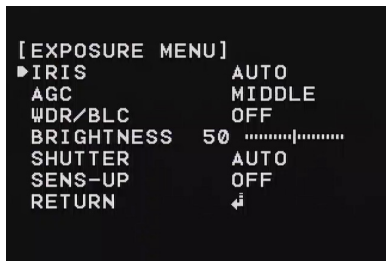 [EXPOSURE MENU]
IRIS AUTO
AGC MIDDLE
WDR/BLC OFF
BRIGHTNESS 50
SHUTTER AUTO
SENS-UP OFF
RETURN